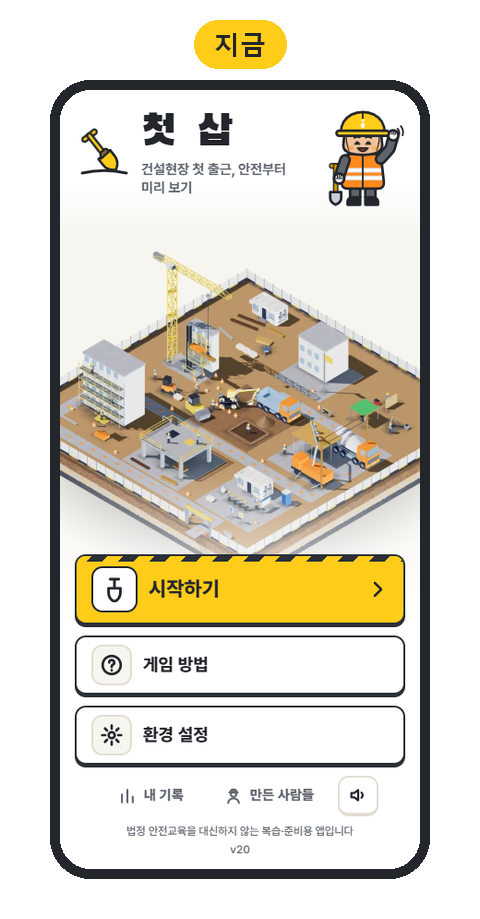 지금
첫 삽
건설현장 첫 출근, 안전부터
미리 보기
시작하기
게임 방법
환경 설정
내 기록
만든 사람들
법정 안전교육을 대신하지 않는 복습·준비용 앱입니다
v20